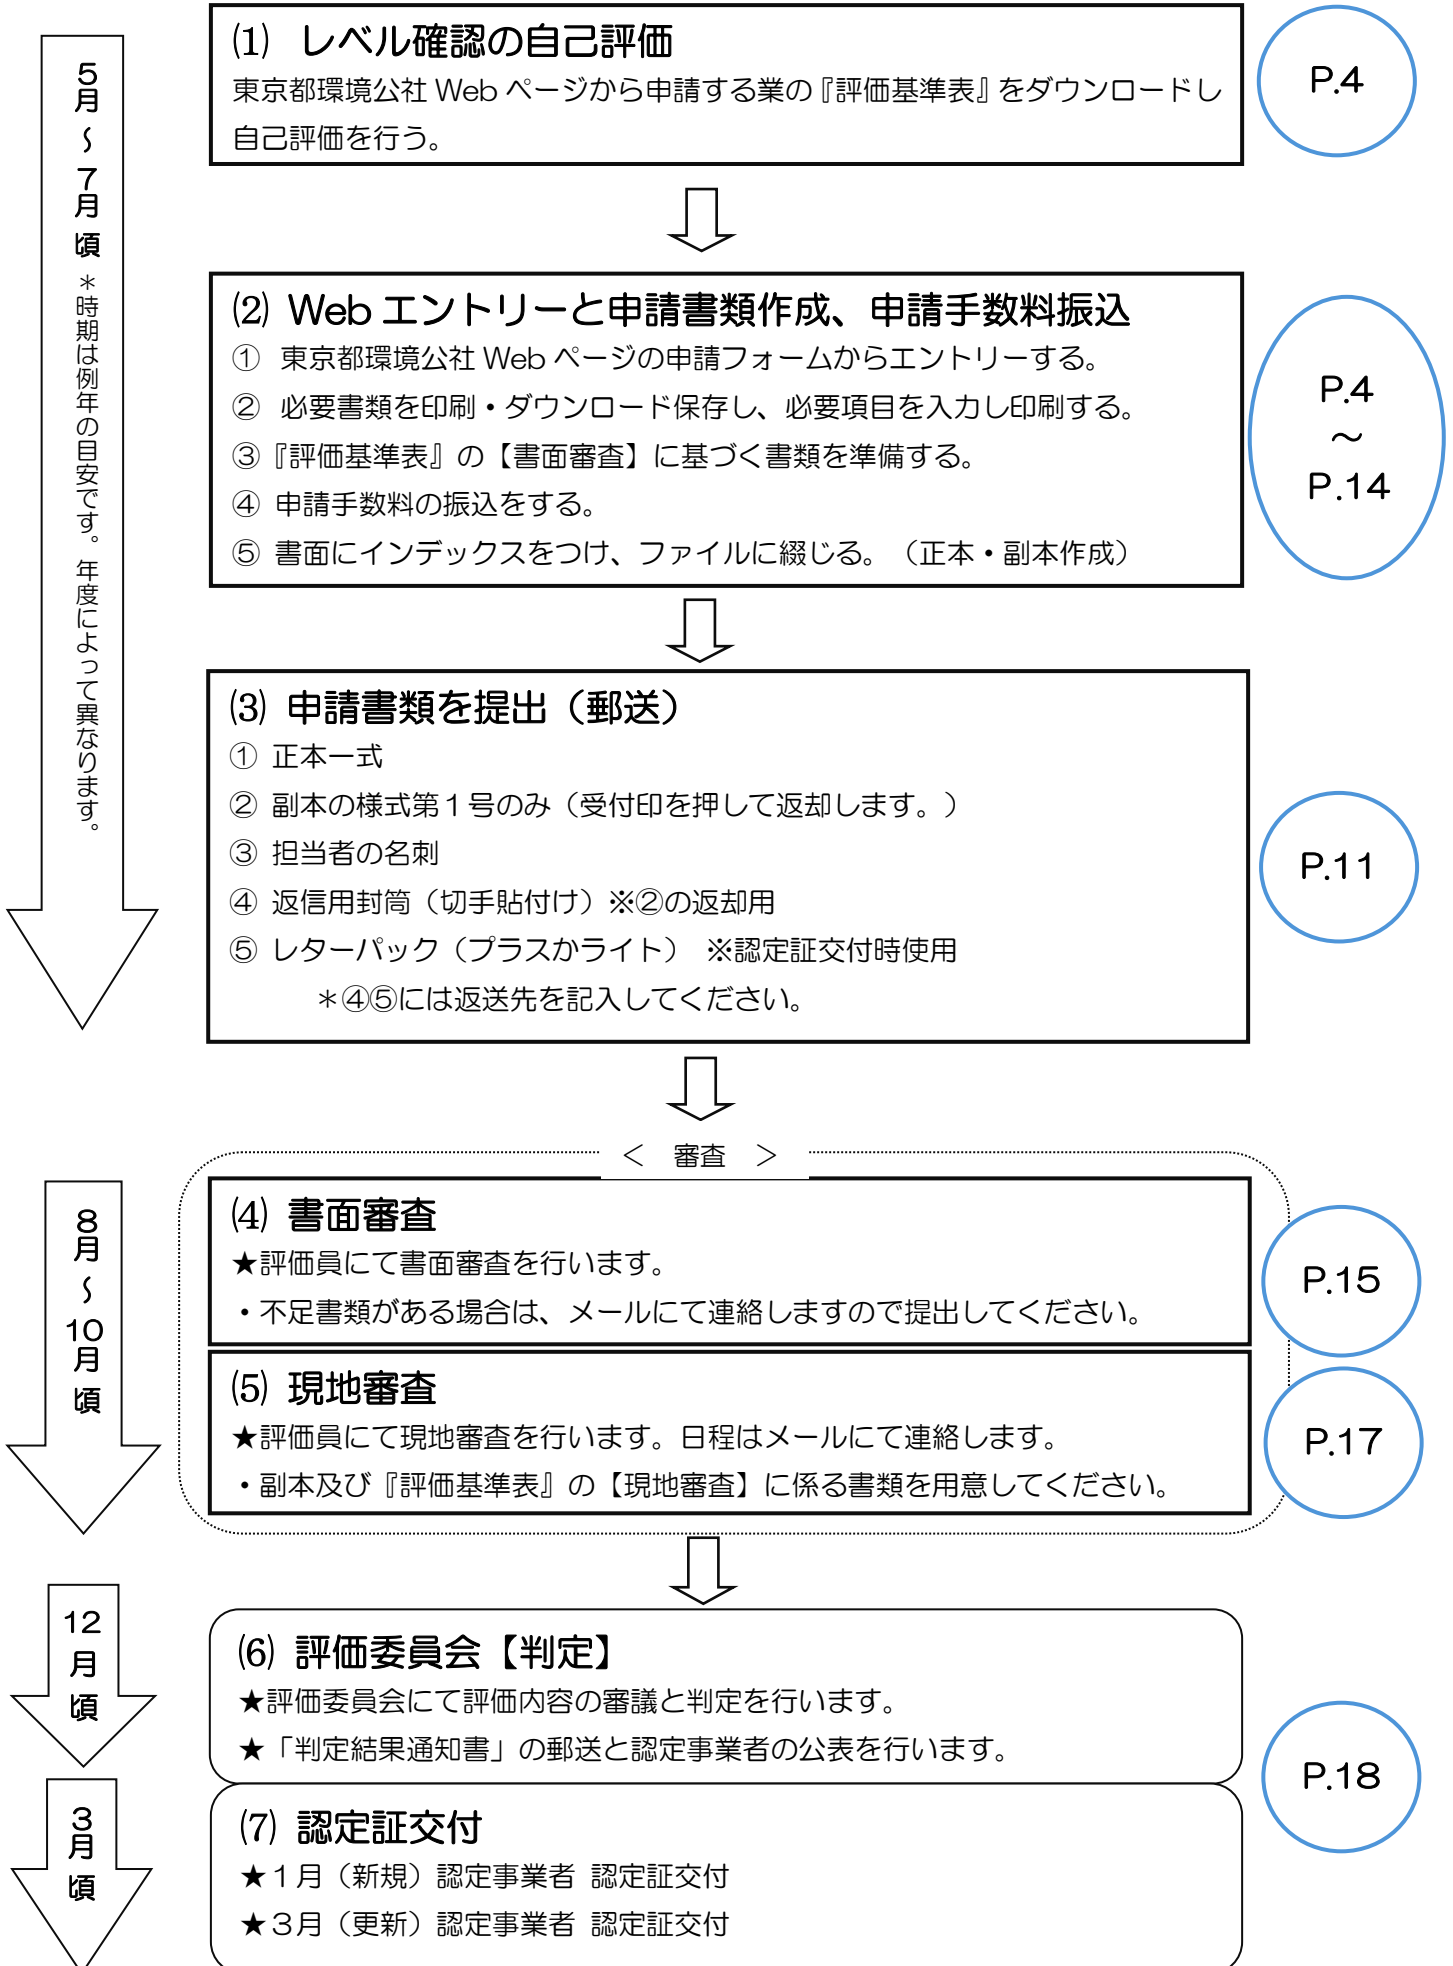 5月～7月頃 ＊時期は例年の目安です。年度によって異なります。
⑴ レベル確認の自己評価
東京都環境公社 Web ページから申請する業の『評価基準表』をダウンロードし
自己評価を行う。
P.4
⑵ Web エントリーと申請書類作成、申請手数料振込
① 東京都環境公社 Web ページの申請フォームからエントリーする。
② 必要書類を印刷・ダウンロード保存し、必要項目を入力し印刷する。
③『評価基準表』の【書面審査】に基づく書類を準備する。
④ 申請手数料の振込をする。
⑤ 書面にインデックスをつけ、ファイルに綴じる。（正本・副本作成）
P.4
～
P.14
⑶ 申請書類を提出（郵送）
① 正本一式
② 副本の様式第１号のみ（受付印を押して返却します。）
③ 担当者の名刺
④ 返信用封筒（切手貼付け）※②の返却用
⑤ レターパック（プラスかライト） ※認定証交付時使用
＊④⑤には返送先を記入してください。
P.11
8月～10月頃
＜ 審査 ＞
⑷ 書面審査
★評価員にて書面審査を行います。
・不足書類がある場合は、メールにて連絡しますので提出してください。
P.15
⑸ 現地審査
★評価員にて現地審査を行います。日程はメールにて連絡します。
・副本及び『評価基準表』の【現地審査】に係る書類を用意してください。
P.17
12月頃
⑹ 評価委員会【判定】
★評価委員会にて評価内容の審議と判定を行います。
★「判定結果通知書」の郵送と認定事業者の公表を行います。
P.18
3月頃
⑺ 認定証交付
★１月（新規）認定事業者 認定証交付
★３月（更新）認定事業者 認定証交付